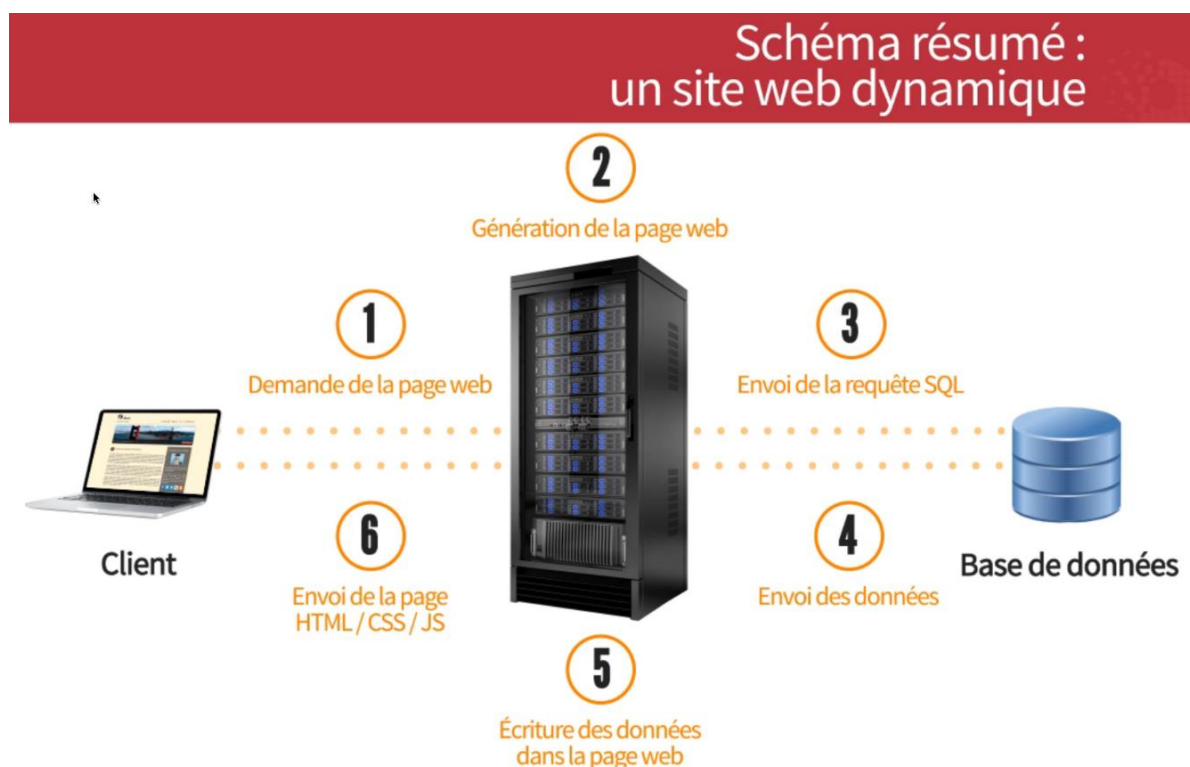 Schéma résumé :
un site web dynamique
2
Génération de la page web
1
Demande de la page web
3
Envoi de la requête SQL
Client
6
Envoi de la page
HTML / CSS / JS
4
Envoi des données
Base de données
5
Écriture des données
dans la page web